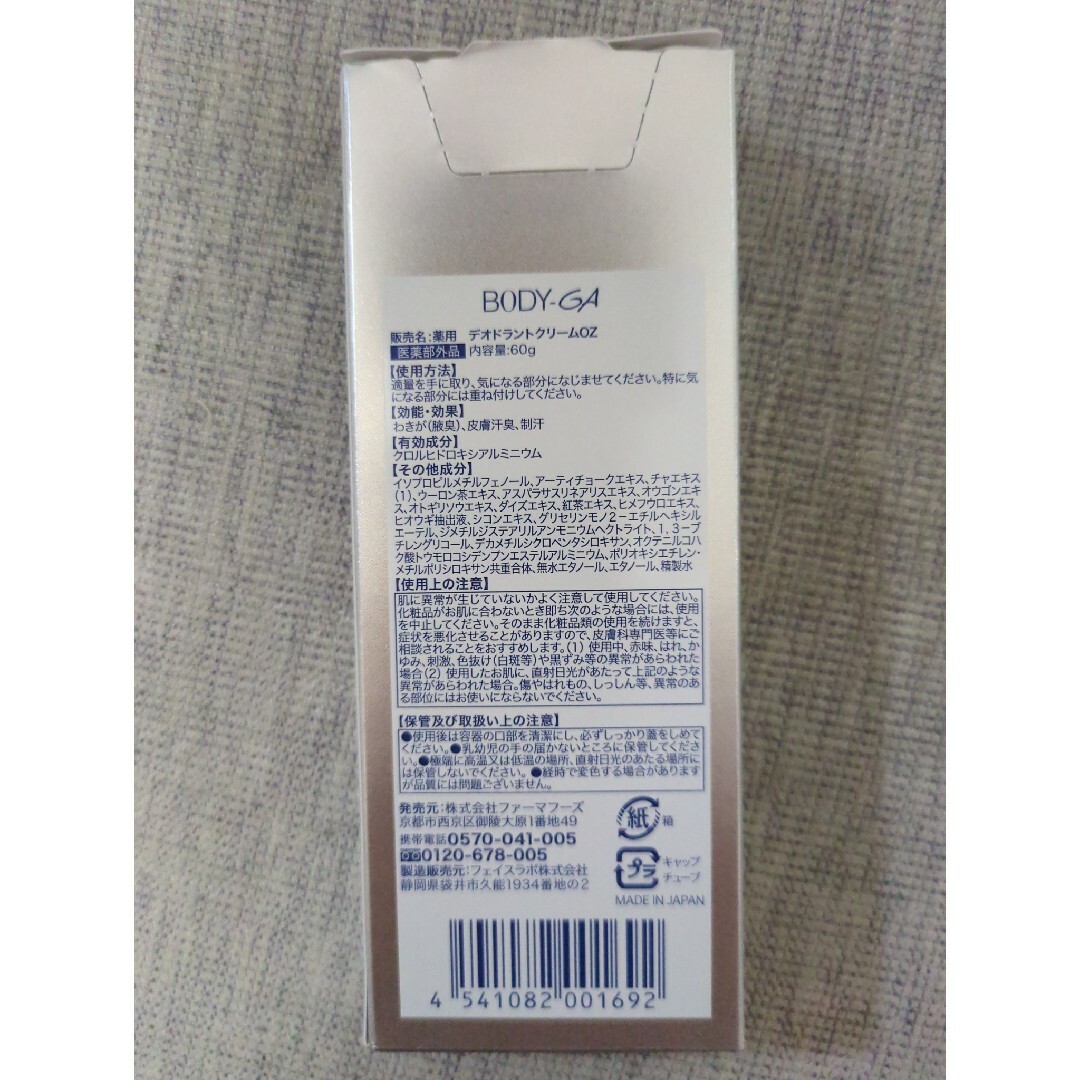 BODY-GA
販売名:薬用 デオドラントクリームOZ
医薬部外品 内容量:60g
【使用方法】
適量を手に取り、気になる部分になじませてください。特に気
になる部分には重ね付けしてください。
【効能・効果】
わきが(腋臭)、皮膚汗臭、制汗
【有効成分】
クロルヒドロキシアルミニウム
【その他成分】
イソプロピルメチルフェノール、アーティチョークエキス、チャエキス
(1)、ウーロン茶エキス、アスパラサスリネアリスエキス、オウゴンエキ
ス、オトギリソウエキス、ダイズエキス、紅茶エキス、ヒメフウロエキス、
ヒオウギ抽出液、シコンエキス、グリセリンモノ2-エチルヘキシル
エーテル、ジメチルジステアリルアンモニウムヘクトライト、1.3-ブ
チレングリコール、デカメチルシクロペンタシロキサン、オクテニルコハ
ク酸トウモロコシデンプンエステルアルミニウム、ポリオキシエチレン・
メチルポリシロキサン共重合体、無水エタノール、エタノール、精製水
【使用上の注意】
肌に異常が生じていないかよく注意して使用してください。
化粧品がお肌に合わないとき即ち次のような場合には、使用
を中止してください。そのまま化粧品類の使用を続けますと、
症状を悪化させることがありますので、皮膚科専門医等にご
相談されることをおすすめします。(1) 使用中、赤味、はれ、か
ゆみ、刺激、色抜け(白斑等)や黒ずみ等の異常があらわれた
場合(2) 使用したお肌に、直射日光があたって上記のような
異常があらわれた場合。傷やはれもの、しっしん等、異常のあ
る部位にはお使いにならないでください。
【保管及び取扱い上の注意】
●使用後は容器の口部を清潔にし、必ずしっかり蓋をしめて
ください。●乳幼児の手の届かないところに保管してくださ
い。●極端に高温又は低温の場所、直射日光のあたる場所に
は保管しないでください。●経時で変色する場合があります
が品質には問題ございません。
発売元:株式会社ファーマフーズ
京都市西京区御陵大原1番地49
携帯電話0570-041-005
0120-678-005
製造販売元:フェイスラボ株式会社
静岡県袋井市久能1934番地の2
紙 箱
プラ キャップ
チューブ
MADE IN JAPAN
4 541082 001692